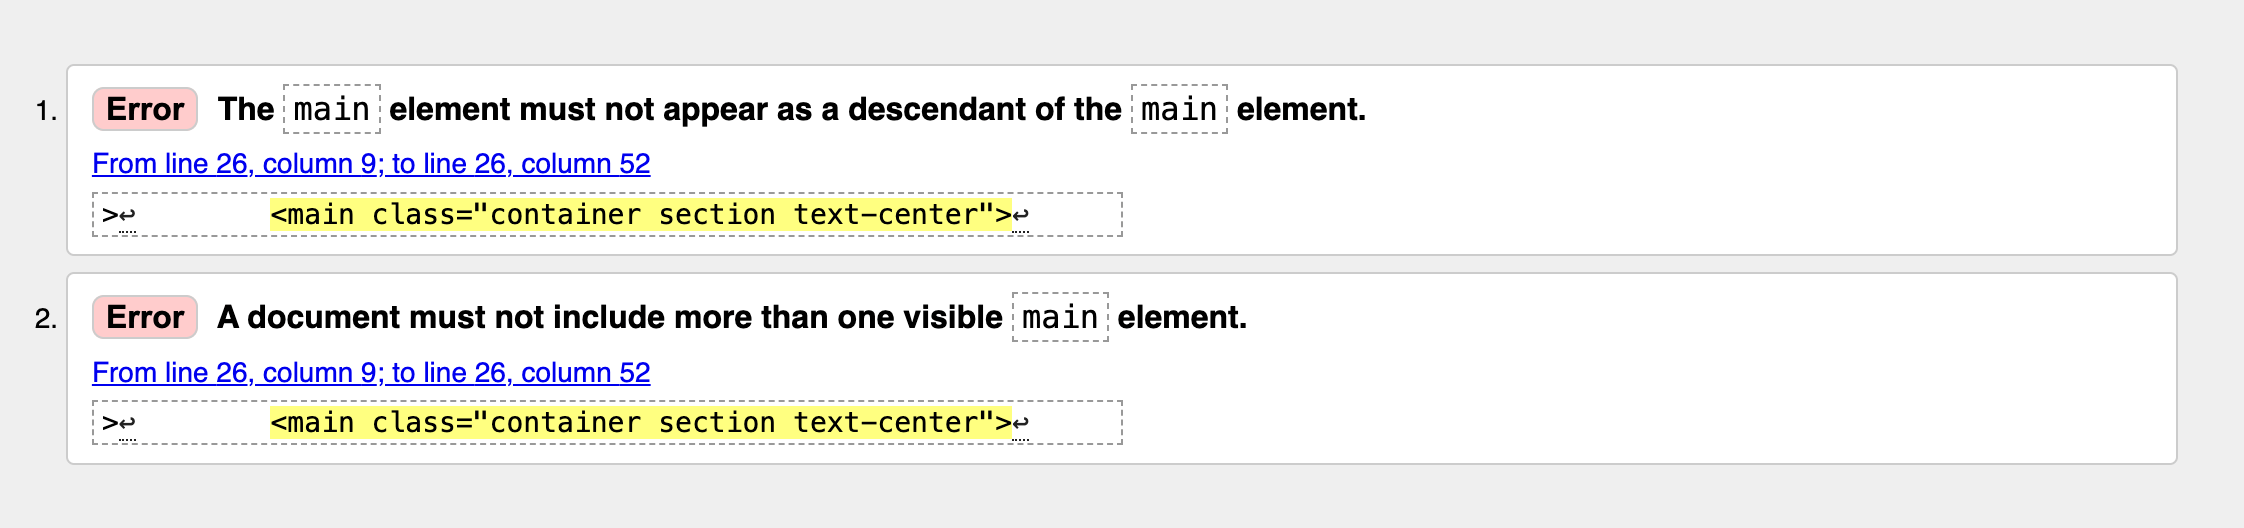 1. Error The main element must not appear as a descendant of the main element.
From line 26, column 9; to line 26, column 52
>↩        <main class="container section text-center">↩
2. Error A document must not include more than one visible main element.
From line 26, column 9; to line 26, column 52
>↩        <main class="container section text-center">↩